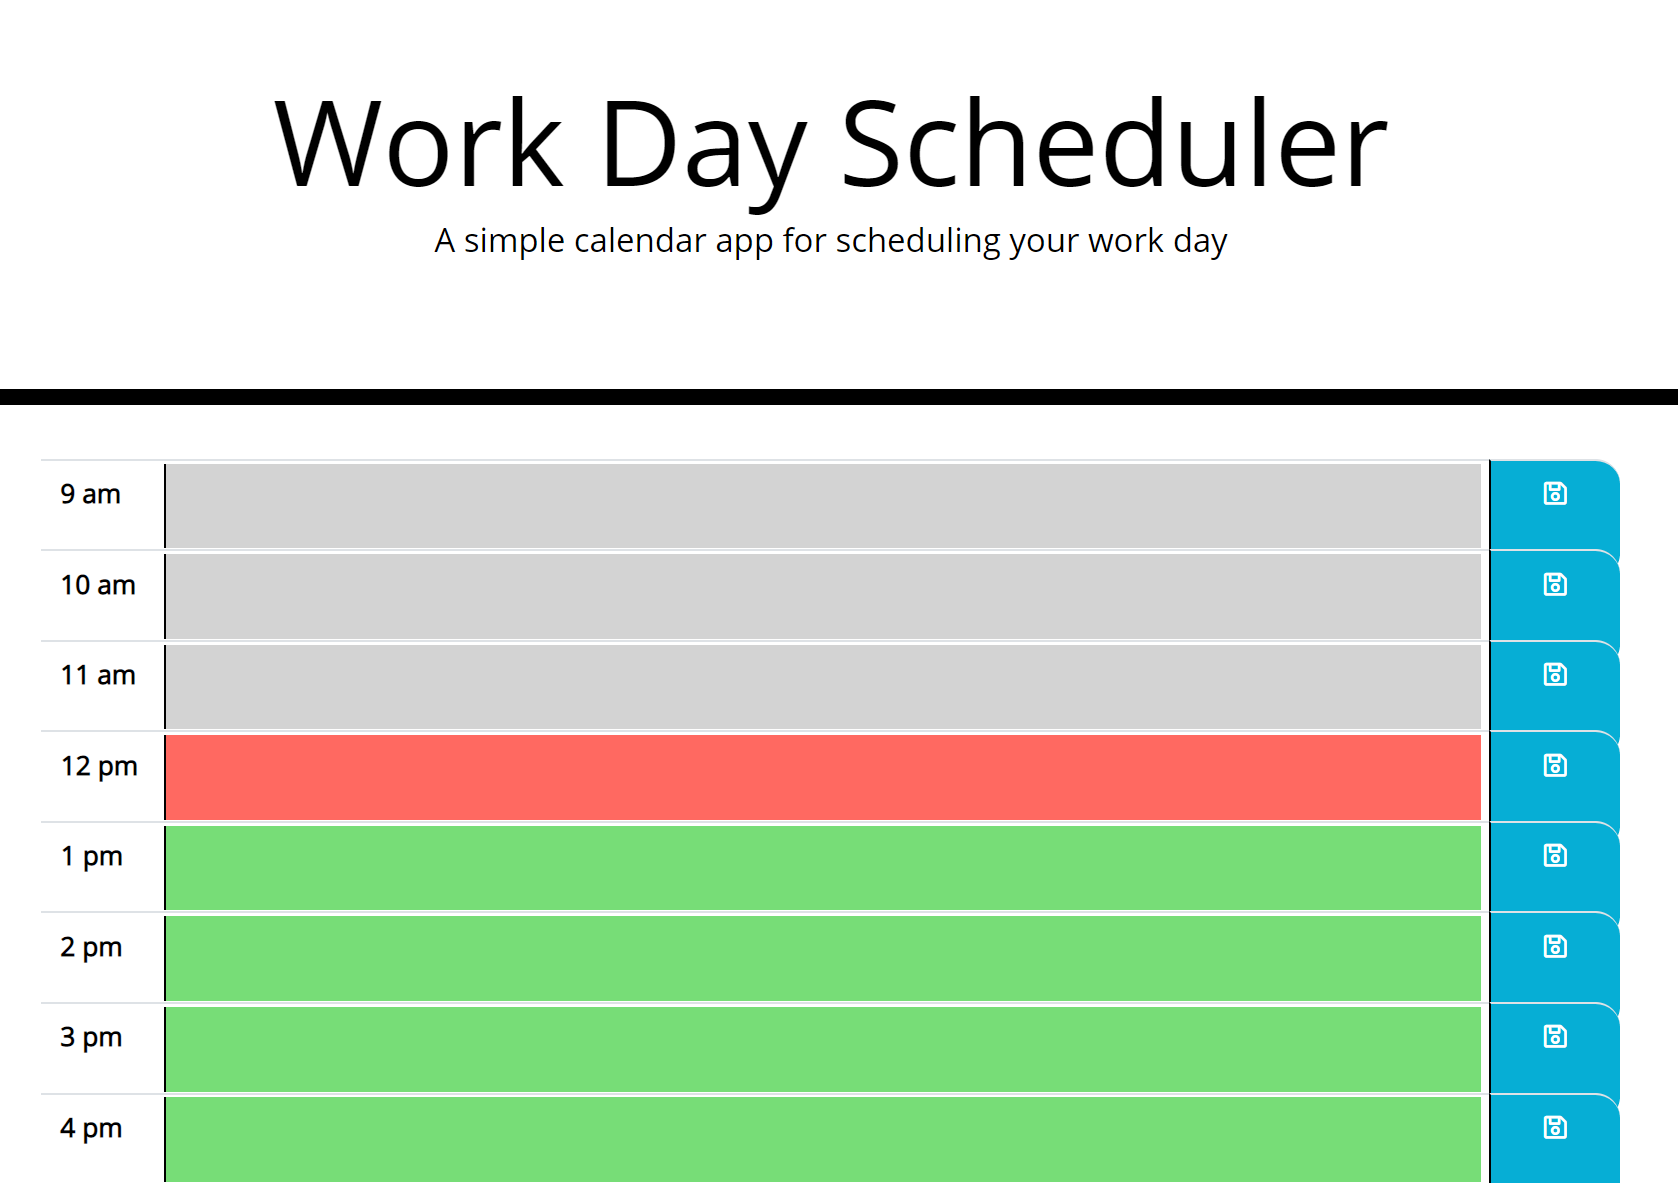 Work Day Scheduler
A simple calendar app for scheduling your work day
9 am
10 am
11 am
12 pm
1 pm
2 pm
3 pm
4 pm